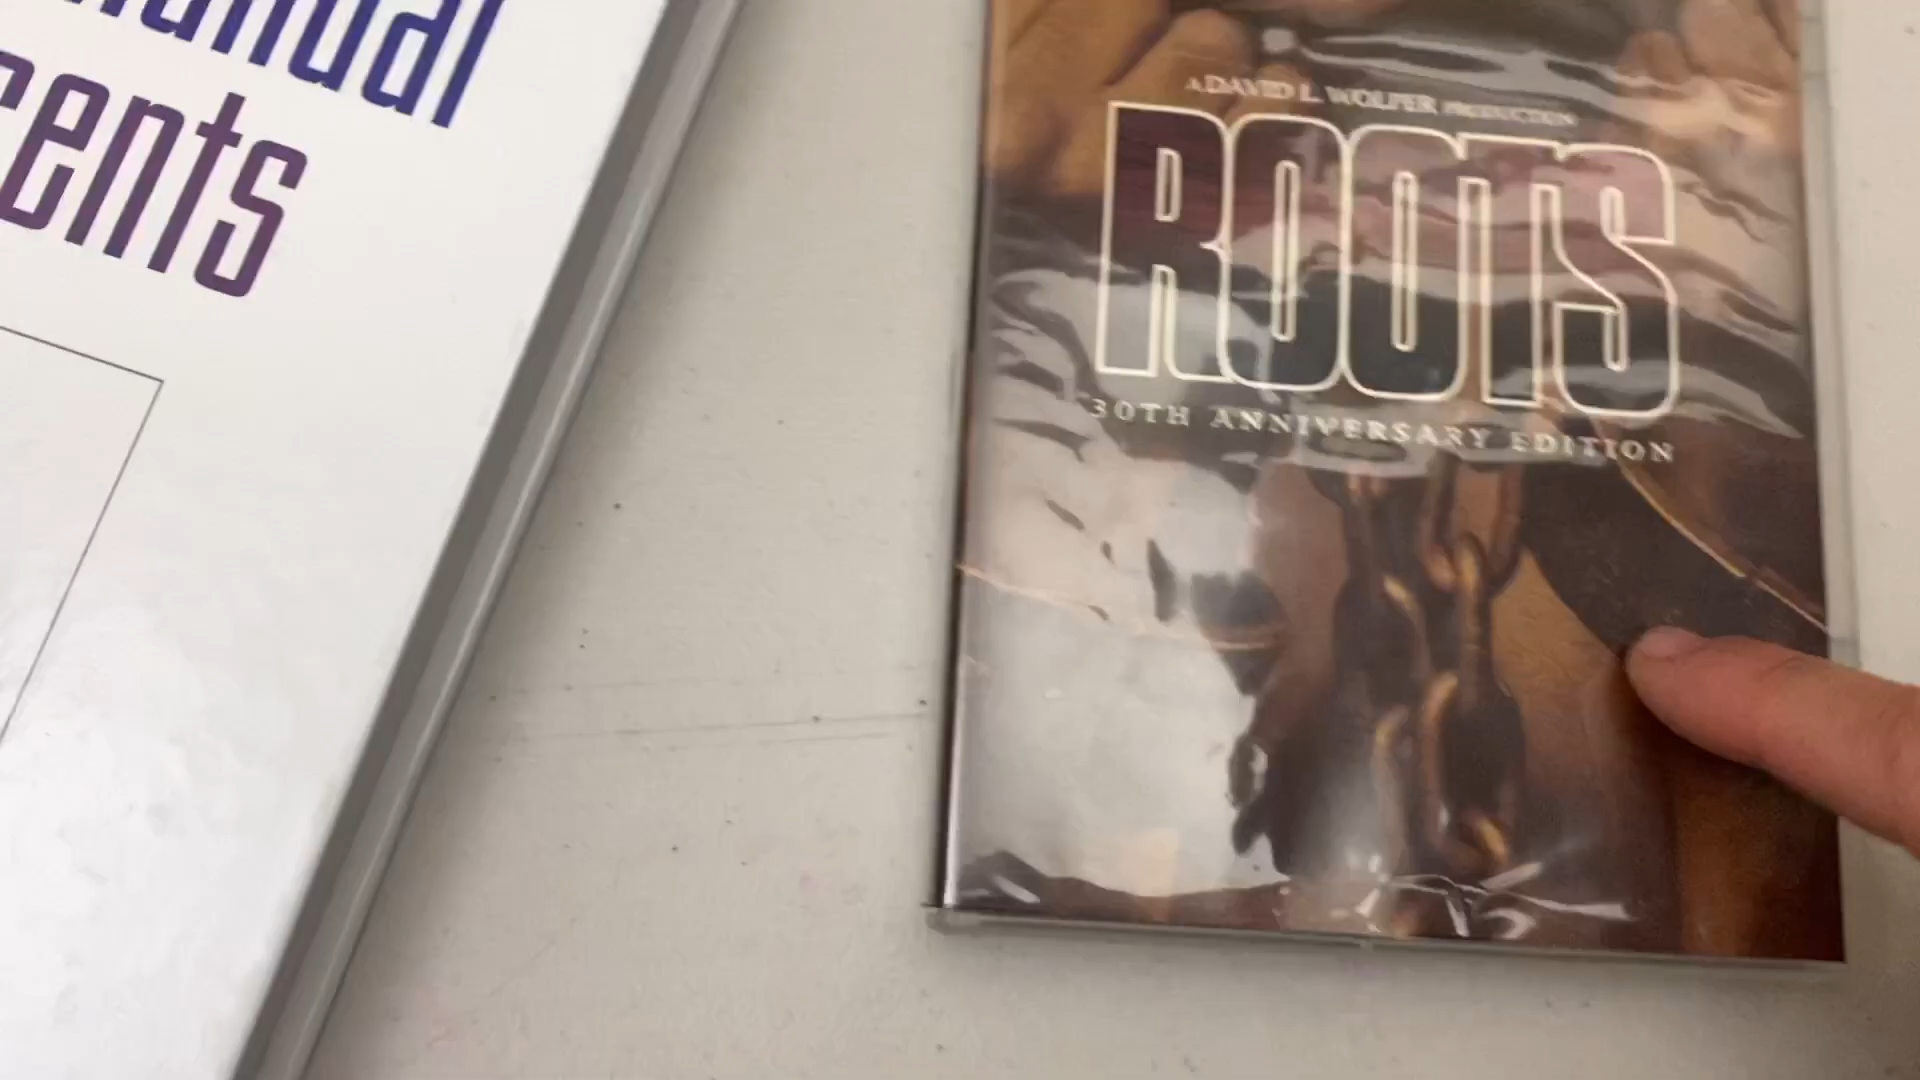 anual
cents
A DAVID L. WOLPER PRODUCTION
ROOTS
30TH ANNIVERSARY EDITION